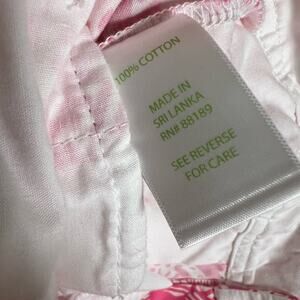 100% COTTON
MADE IN
SRI LANKA
RN# 88189
SEE REVERSE
FOR CARE